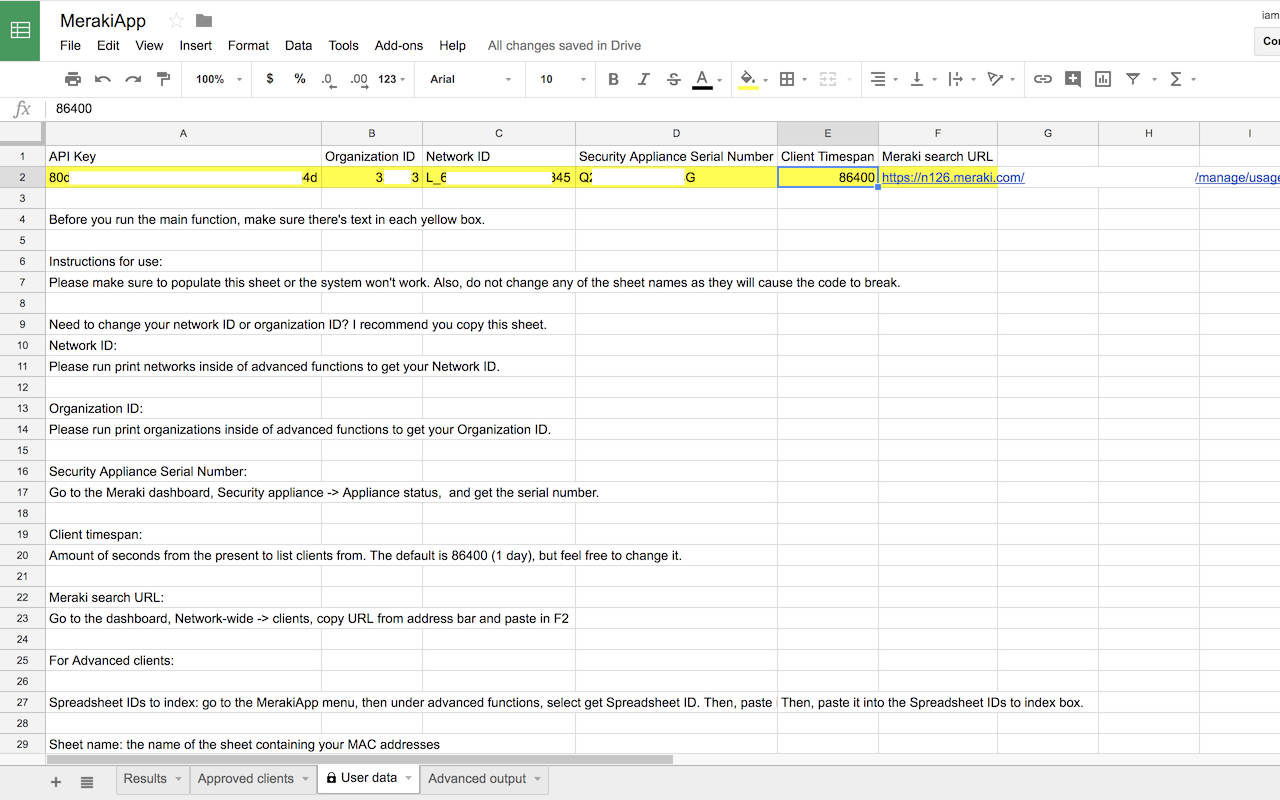 MerakiApp
iam
File Edit View Insert Format Data Tools Add-ons Help All changes saved in Drive
100% $ % .0 .00 123 Arial 10 B I S A Σ
fx 86400
A B C D E F G H I
1 API Key Organization ID Network ID Security Appliance Serial Number Client Timespan Meraki search URL
2 80c 4d 3 3 L_6 345 Q2 G 86400 https://n126.meraki.com/ /manage/usage
3
4 Before you run the main function, make sure there's text in each yellow box.
5
6 Instructions for use:
7 Please make sure to populate this sheet or the system won't work. Also, do not change any of the sheet names as they will cause the code to break.
8
9 Need to change your network ID or organization ID? I recommend you copy this sheet.
10 Network ID:
11 Please run print networks inside of advanced functions to get your Network ID.
12
13 Organization ID:
14 Please run print organizations inside of advanced functions to get your Organization ID.
15
16 Security Appliance Serial Number:
17 Go to the Meraki dashboard, Security appliance -> Appliance status, and get the serial number.
18
19 Client timespan:
20 Amount of seconds from the present to list clients from. The default is 86400 (1 day), but feel free to change it.
21
22 Meraki search URL:
23 Go to the dashboard, Network-wide -> clients, copy URL from address bar and paste in F2
24
25 For Advanced clients:
26
27 Spreadsheet IDs to index: go to the MerakiApp menu, then under advanced functions, select get Spreadsheet ID. Then, paste Then, paste it into the Spreadsheet IDs to index box.
28
29 Sheet name: the name of the sheet containing your MAC addresses
+ Results Approved clients User data Advanced output